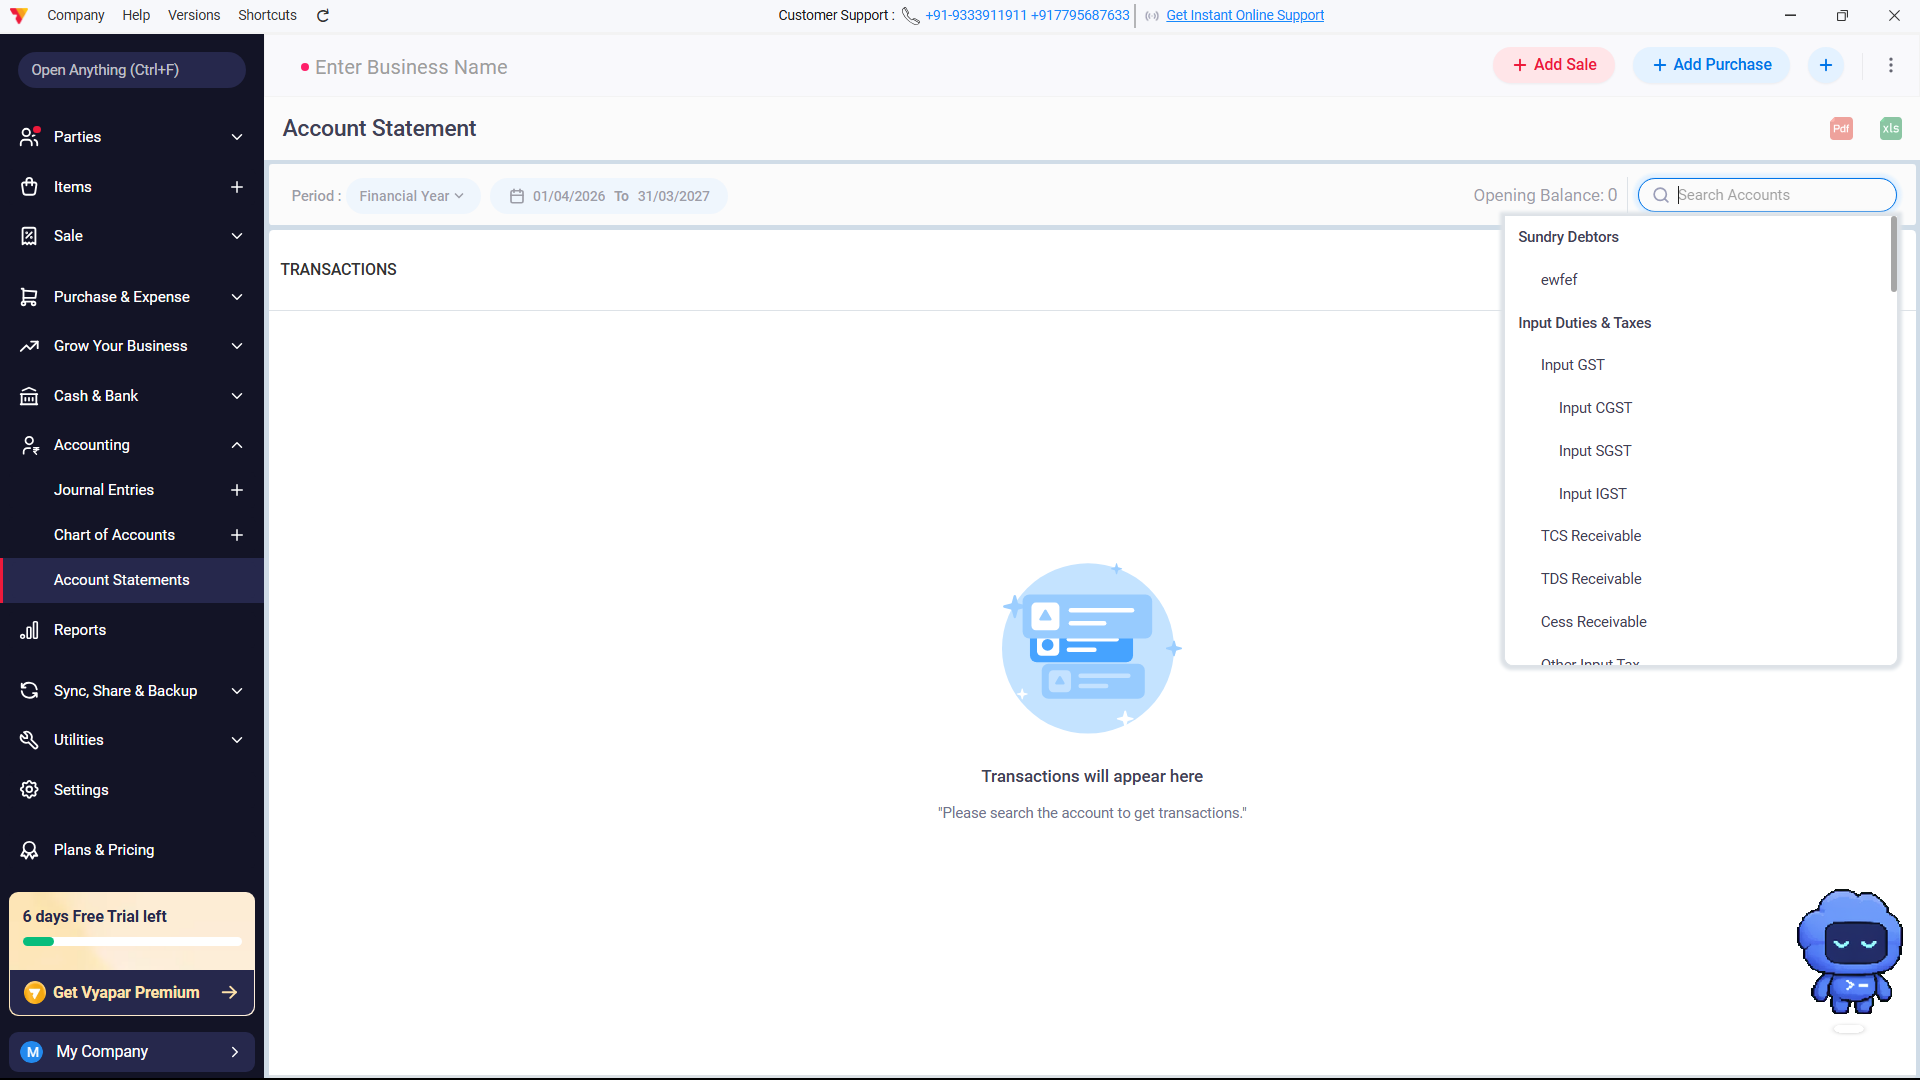 Company Help Versions Shortcuts
Customer Support : +91-9333911911 +917795687633 Get Instant Online Support
Open Anything (Ctrl+F)
Enter Business Name
+ Add Sale
+ Add Purchase
+
Parties
Items
Sale
Purchase & Expense
Grow Your Business
Cash & Bank
Accounting
Journal Entries
Chart of Accounts
Account Statements
Reports
Sync, Share & Backup
Utilities
Settings
Plans & Pricing
6 days Free Trial left
Get Vyapar Premium
M My Company
Account Statement
Pdf
xls
Period : Financial Year 01/04/2026 To 31/03/2027
Opening Balance: 0
Search Accounts
TRANSACTIONS
Sundry Debtors
ewfef
Input Duties & Taxes
Input GST
Input CGST
Input SGST
Input IGST
TCS Receivable
TDS Receivable
Cess Receivable
Other Input Tax
Transactions will appear here
"Please search the account to get transactions."